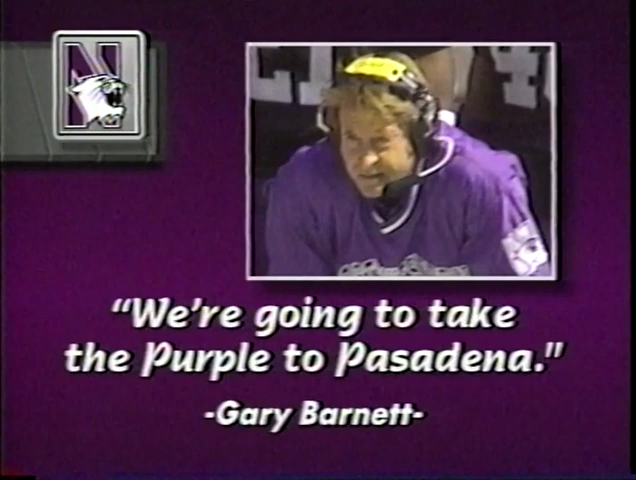 N
"We're going to take
the Purple to Pasadena."
-Gary Barnett-